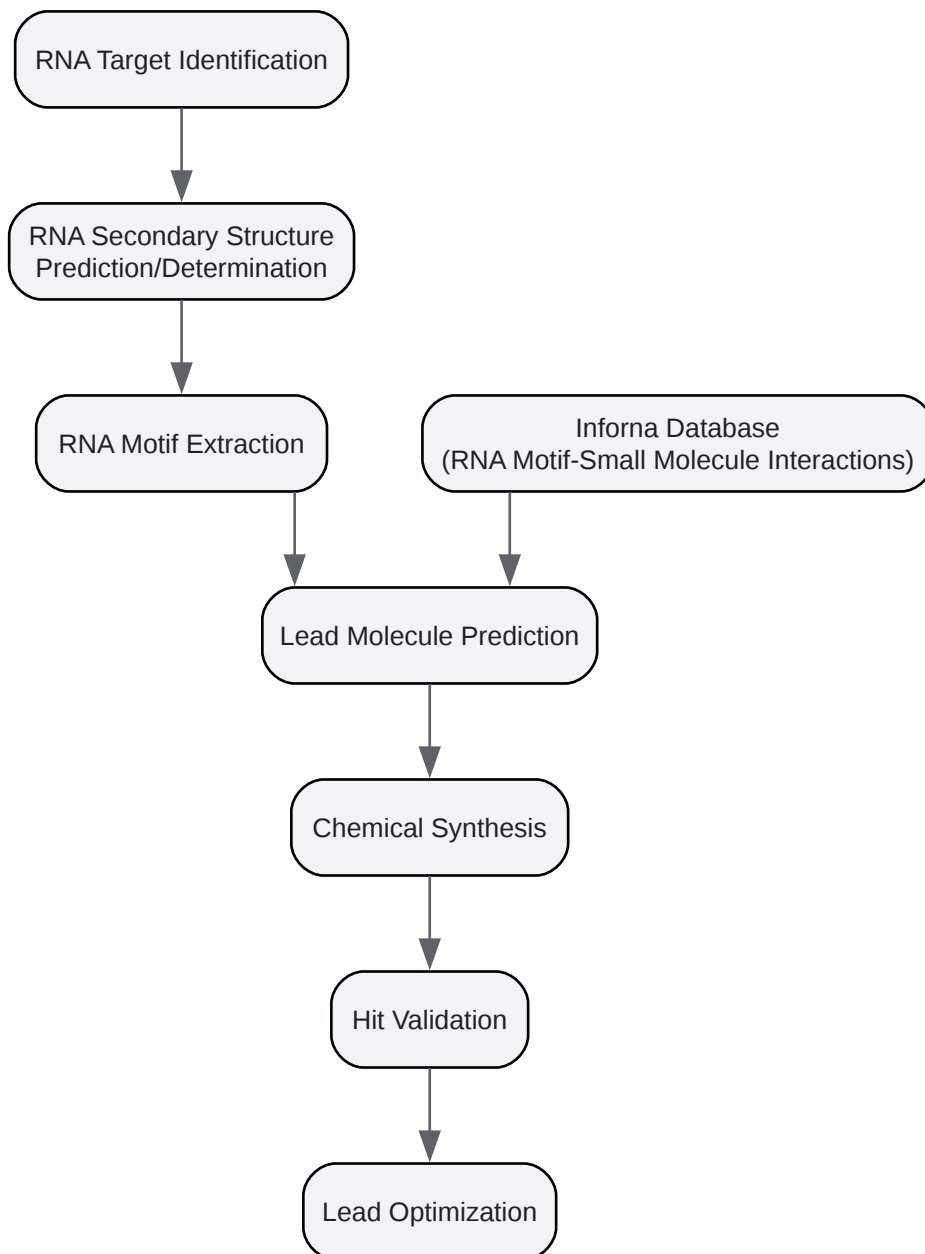 RNA Target Identification
RNA Secondary Structure
Prediction/Determination
RNA Motif Extraction
Inforna Database
(RNA Motif-Small Molecule Interactions)
Lead Molecule Prediction
Chemical Synthesis
Hit Validation
Lead Optimization